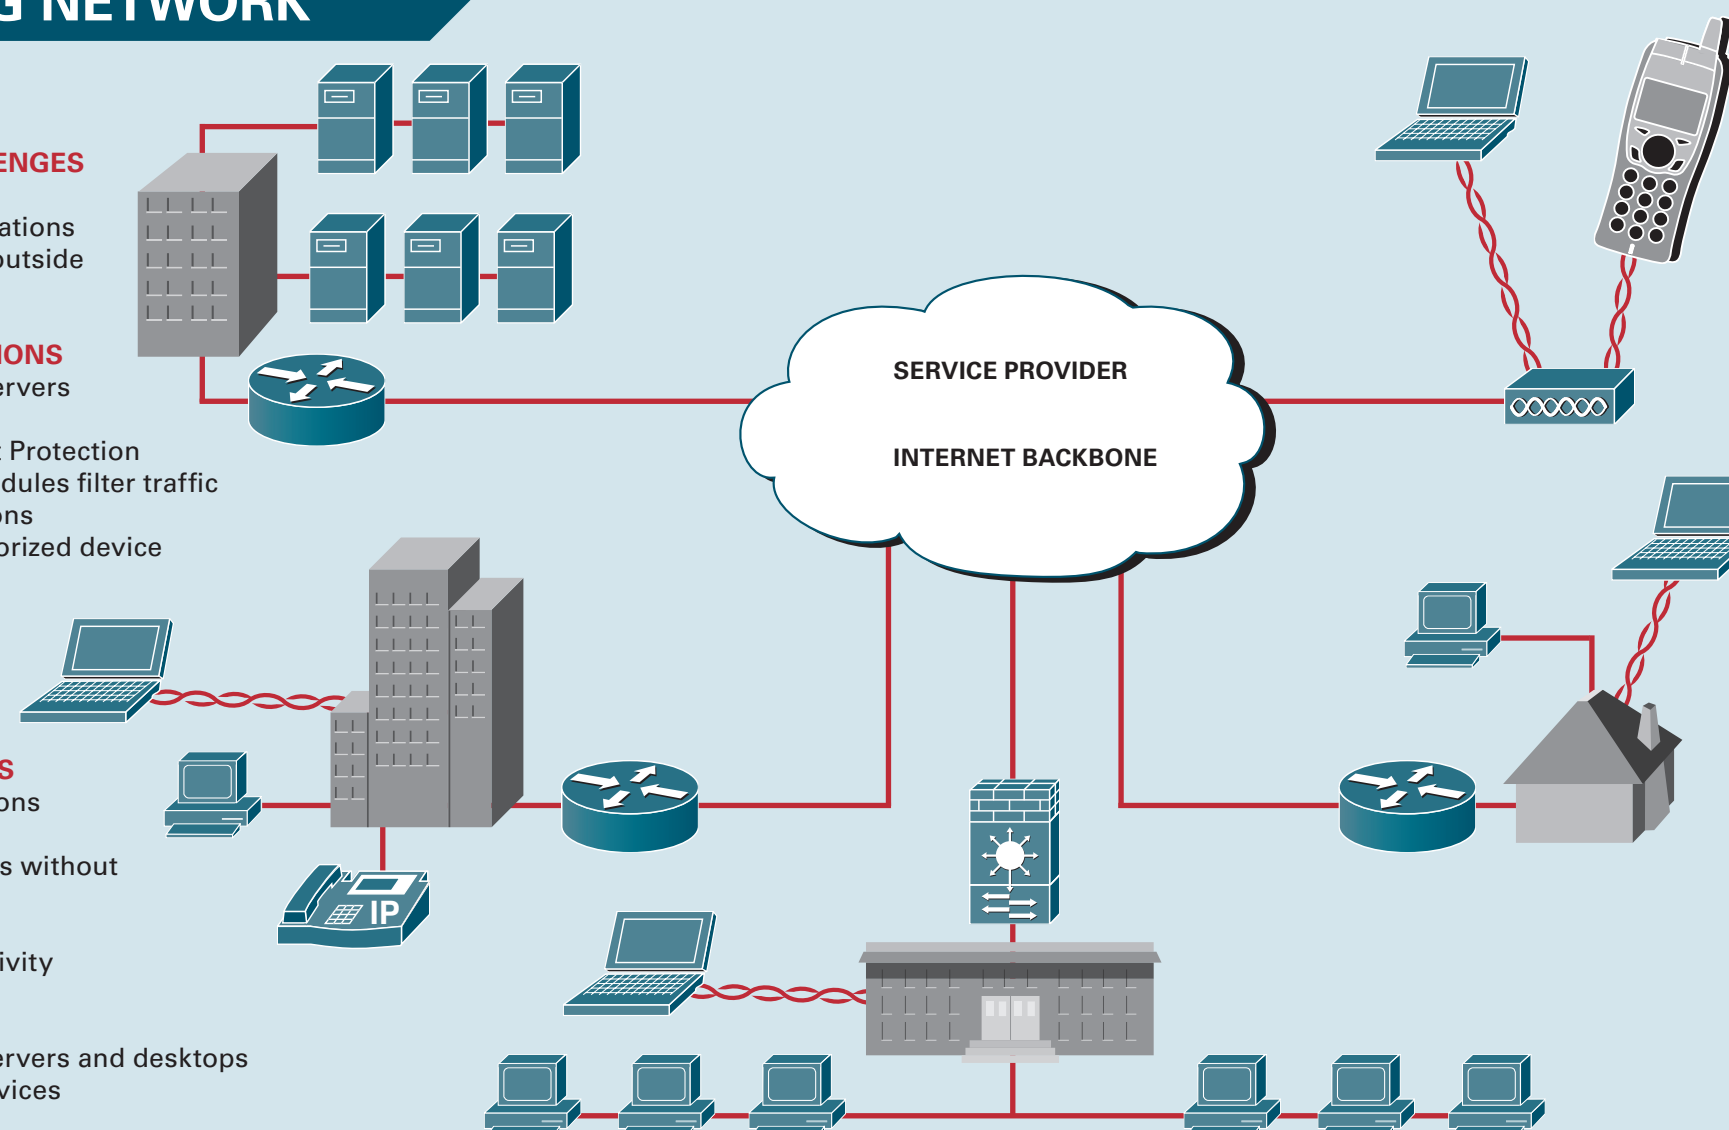 G NETWORK
ENGES
ations
outside
IONS
ervers
t Protection
dules filter traffic
ons
orized device
S
ons
s without
ivity
ervers and desktops
vices
SERVICE PROVIDER
INTERNET BACKBONE
IP